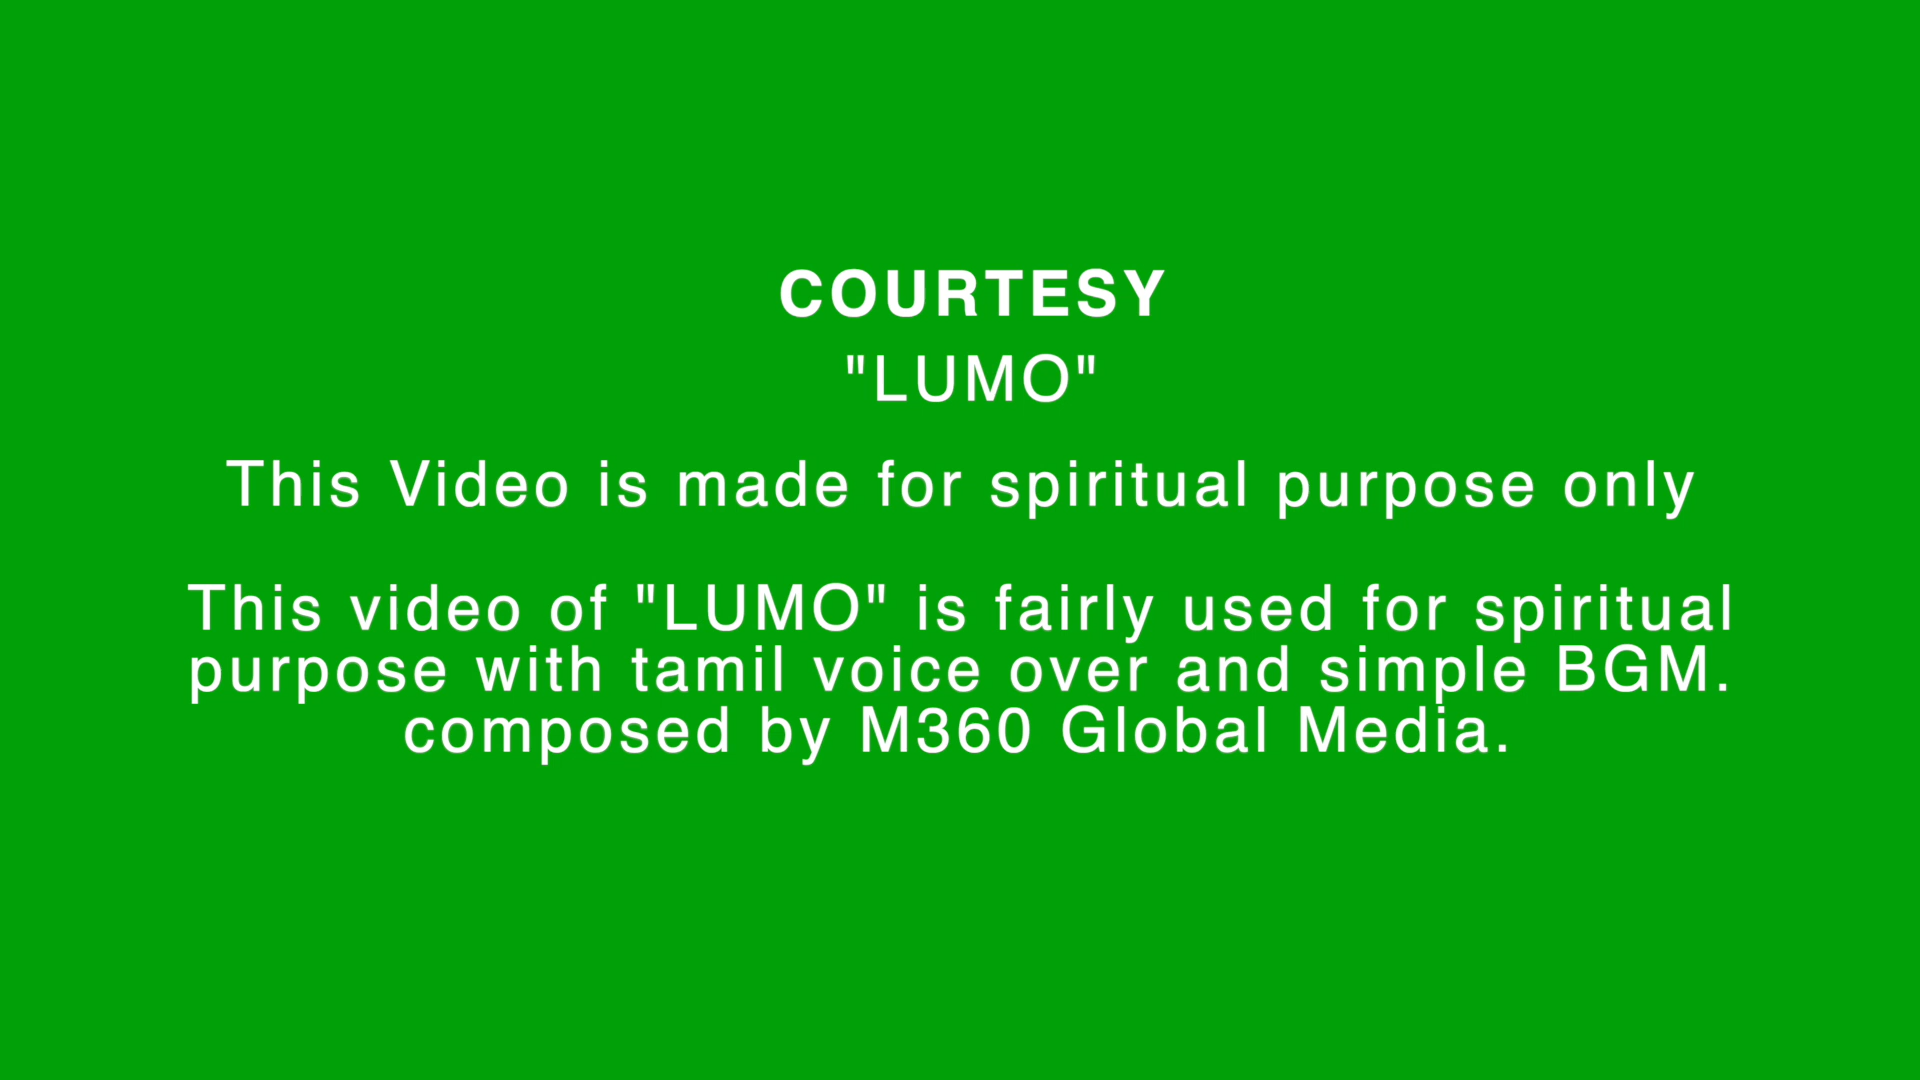 COURTESY
"LUMO"
This Video is made for spiritual purpose only
This video of "LUMO" is fairly used for spiritual
purpose with tamil voice over and simple BGM.
composed by M360 Global Media.